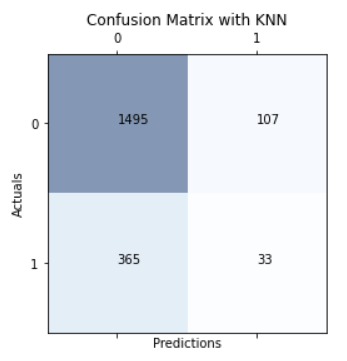 Confusion Matrix with KNN
0 1
0 1495 107
Actuals
1 365 33
Predictions